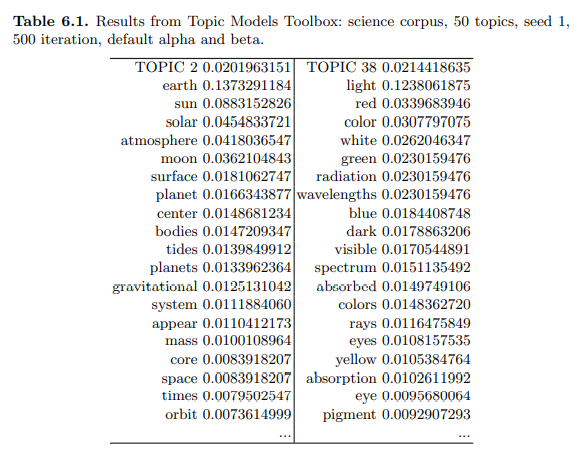 Table 6.1. Results from Topic Models Toolbox: science corpus, 50 topics, seed 1,
500 iteration, default alpha and beta.
TOPIC 2 0.0201963151 TOPIC 38 0.0214418635
earth 0.1373291184 light 0.1238061875
sun 0.0883152826 red 0.0339683946
solar 0.0454833721 color 0.0307797075
atmosphere 0.0418036547 white 0.0262046347
moon 0.0362104843 green 0.0230159476
surface 0.0181062747 radiation 0.0230159476
planet 0.0166343877 wavelengths 0.0230159476
center 0.0148681234 blue 0.0184408748
bodies 0.0147209347 dark 0.0178863206
tides 0.0139849912 visible 0.0170544891
planets 0.0133962364 spectrum 0.0151135492
gravitational 0.0125131042 absorbed 0.0149749106
system 0.0111884060 colors 0.0148362720
appear 0.0110412173 rays 0.0116475849
mass 0.0100108964 eyes 0.0108157535
core 0.0083918207 yellow 0.0105384764
space 0.0083918207 absorption 0.0102611992
times 0.0079502547 eye 0.0095680064
orbit 0.0073614999 pigment 0.0092907293
... ...